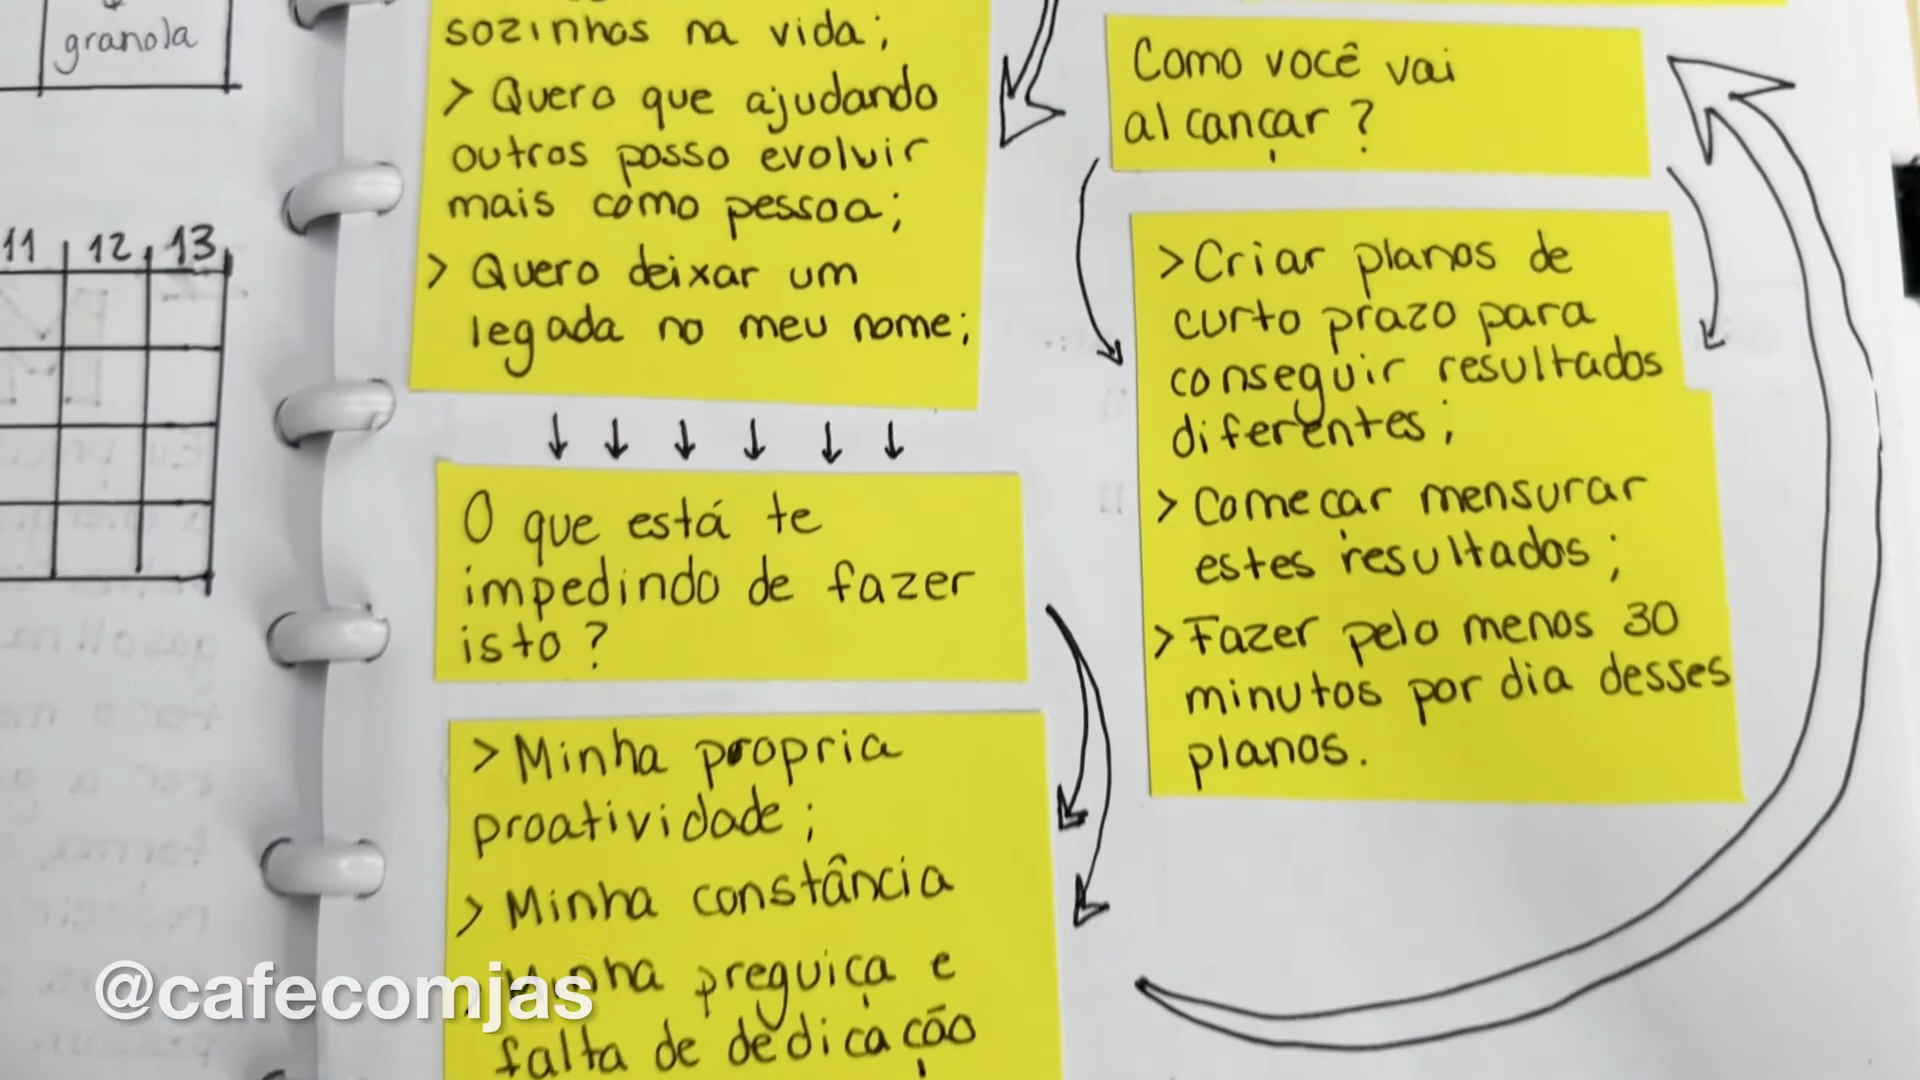 granola
11 12 13
sozinhos na vida;
> Quero que ajudando
outros posso evoluir
mais como pessoa;
> Quero deixar um
legada no meu nome;
O que está te
impedindo de fazer
isto?
> Minha propria
proatividade;
> Minha constância
Minha preguiça e
falta de dedicação
Como você vai
alcançar?
> Criar planos de
curto prazo para
conseguir resultados
diferentes;
> Começar mensurar
estes resultados;
> Fazer pelo menos 30
minutos por dia desses
planos.
@cafecomjas